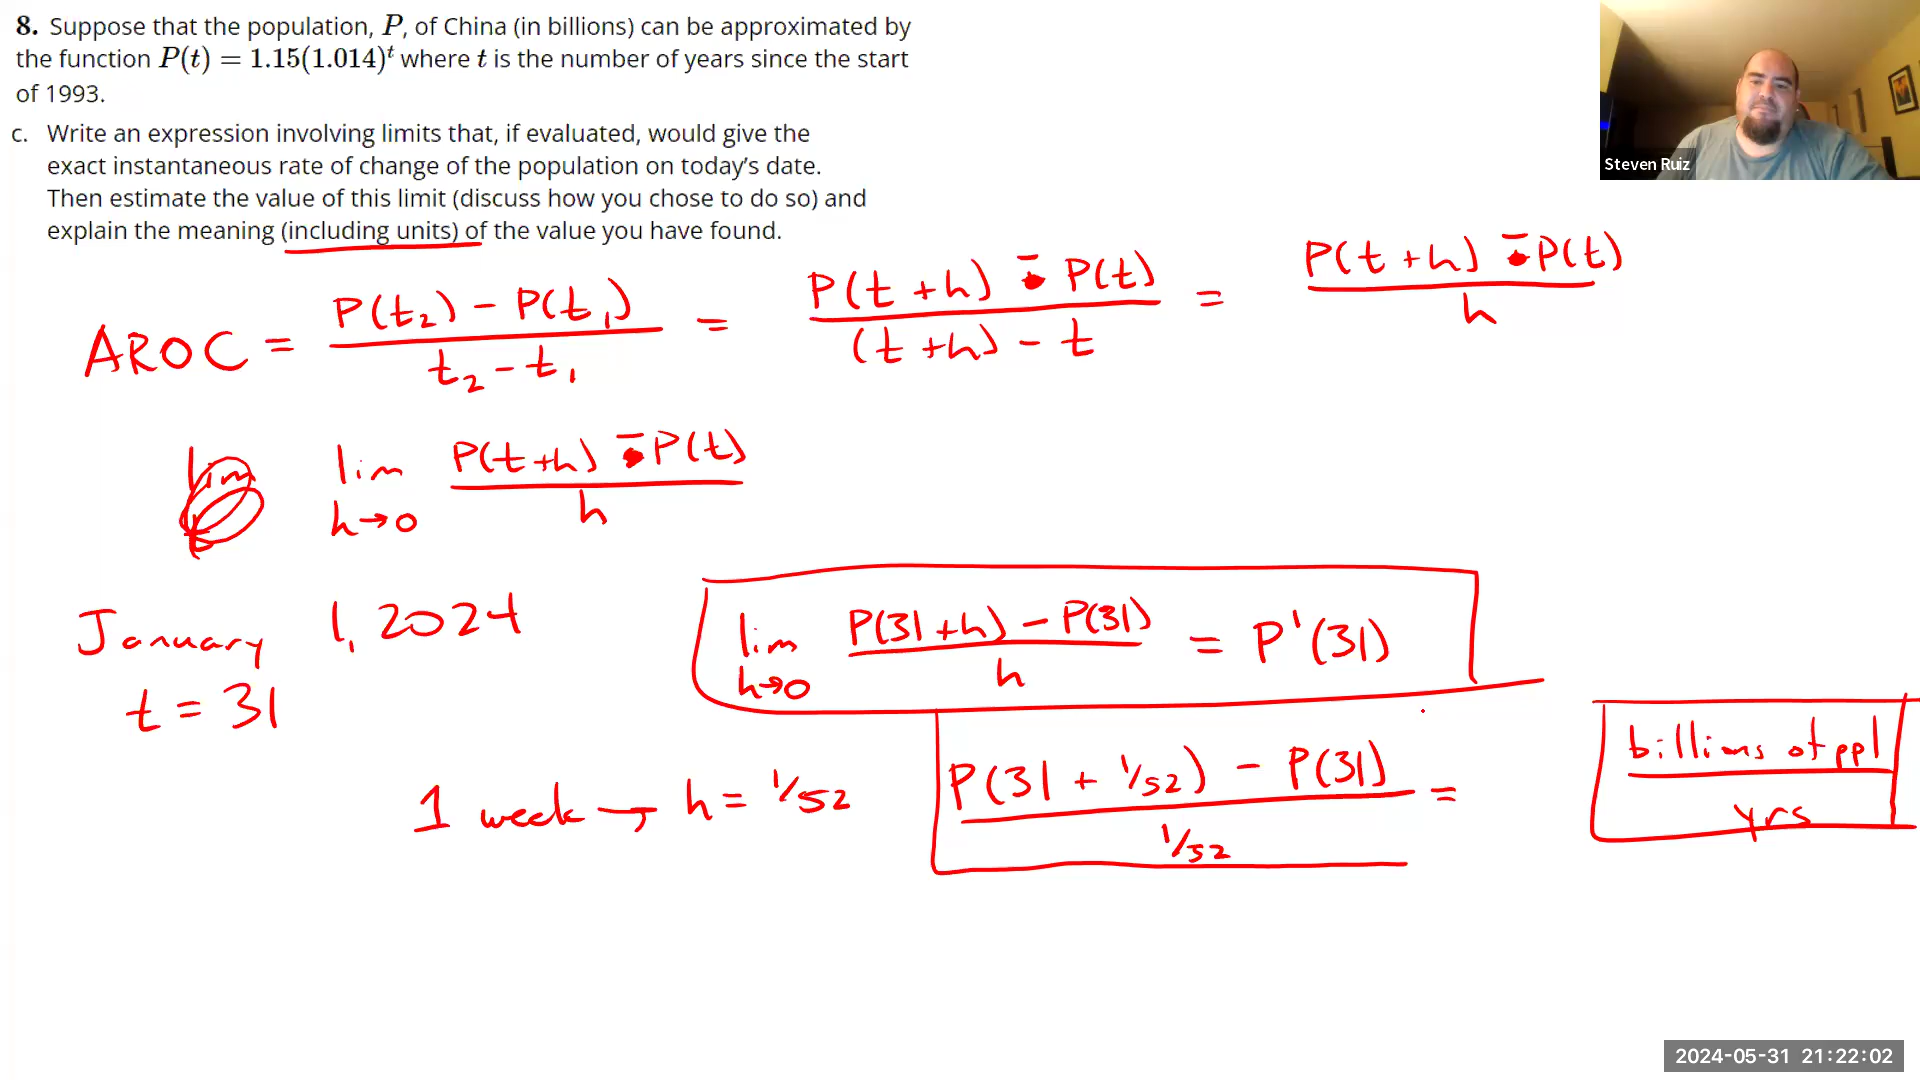 8. Suppose that the population, P, of China (in billions) can be approximated by
the function P(t) = 1.15(1.014)^t where t is the number of years since the start
of 1993.
c. Write an expression involving limits that, if evaluated, would give the
exact instantaneous rate of change of the population on today's date.
Then estimate the value of this limit (discuss how you chose to do so) and
explain the meaning (including units) of the value you have found.
Steven Ruiz
AROC = P(t₂) - P(t₁) / t₂ - t₁ = P(t+h) - P(t) / (t+h) - t = P(t+h) - P(t) / h
lim
lim h→0 P(t+h) - P(t) / h
January 1, 2024
t = 31
lim h→0 P(31+h) - P(31) / h = P'(31)
1 week → h = 1/52
P(31 + 1/52) - P(31) / 1/52 =
billions of ppl / yrs
2024-05-31 21:22:02